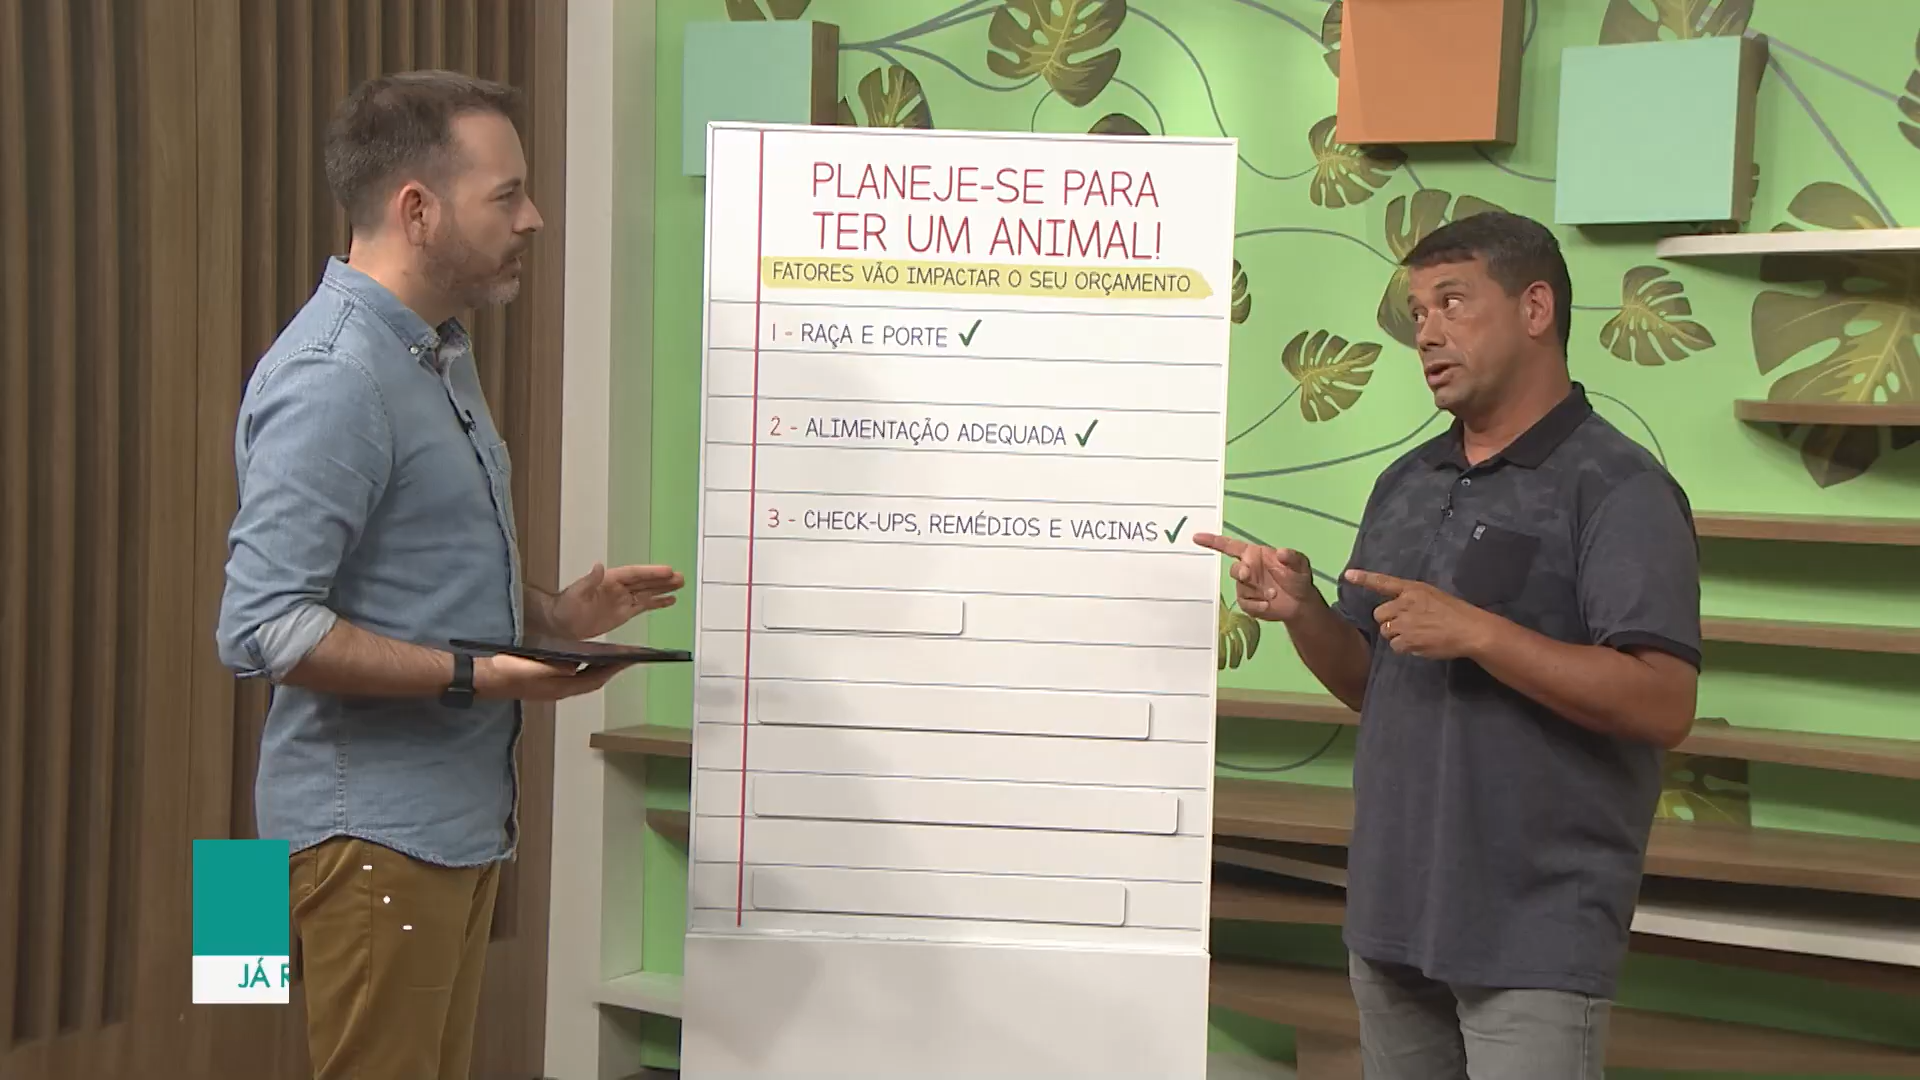 PLANEJE-SE PARA
TER UM ANIMAL!
FATORES VÃO IMPACTAR O SEU ORÇAMENTO
1 - RAÇA E PORTE ✓
2 - ALIMENTAÇÃO ADEQUADA ✓
3 - CHECK-UPS, REMÉDIOS E VACINAS ✓
JÁ